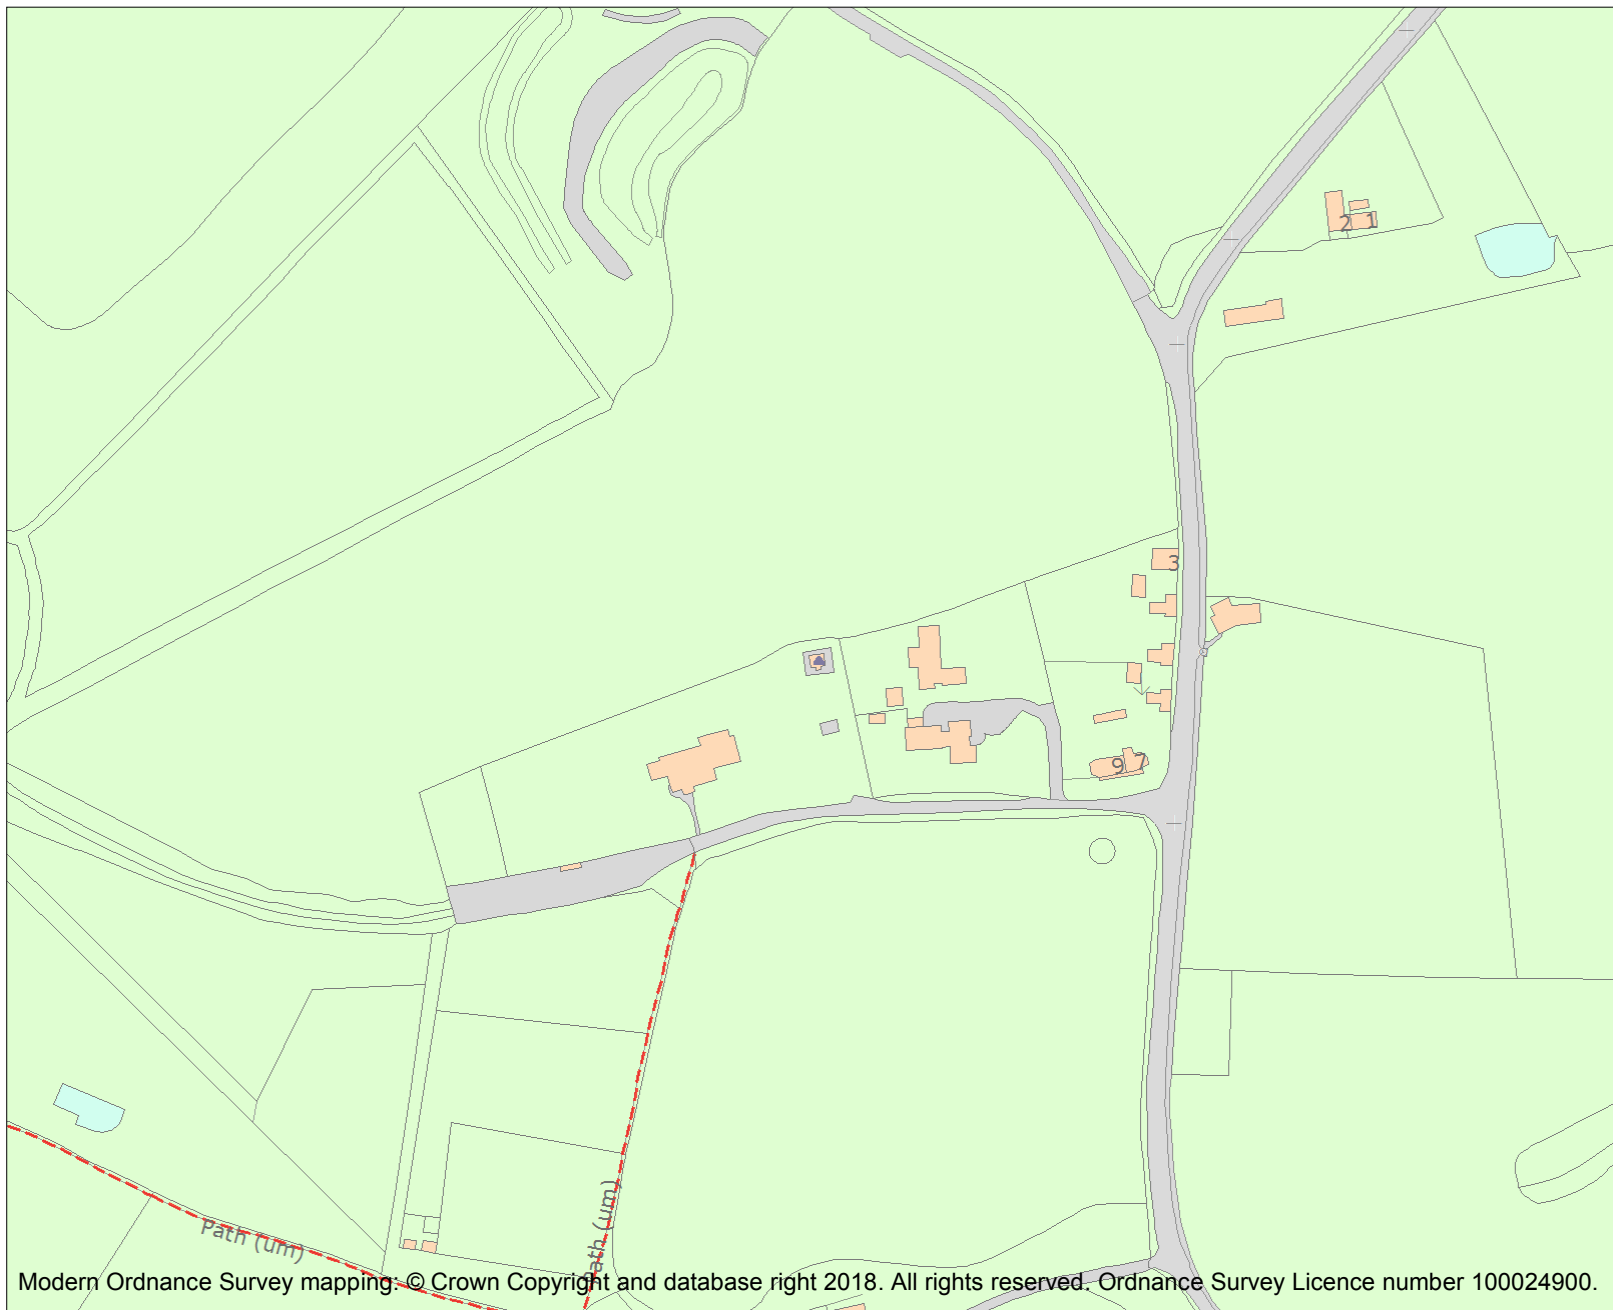 2 1
3
9 7
Path (um)
Path (um)
Modern Ordnance Survey mapping: © Crown Copyright and database right 2018. All rights reserved. Ordnance Survey Licence number 100024900.